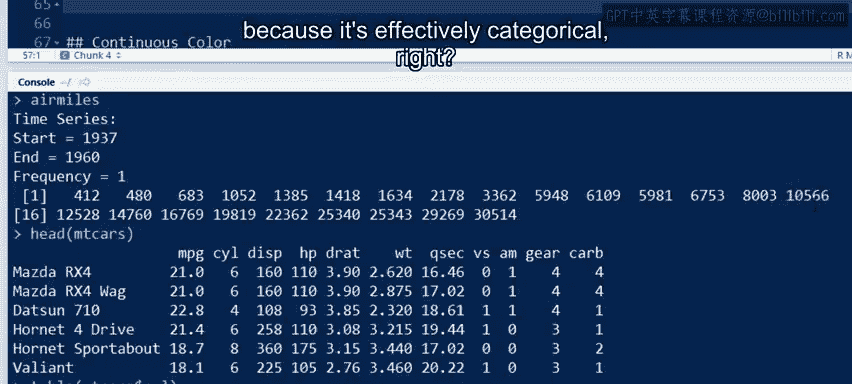 65
66
because it's effectively categorical,
GPT中英字幕课程资源@bilibili.com
67 ## Continuous Color
right?
57:1 Chunk 4 R M
Console ~/
> airmiles
Time Series:
Start = 1937
End = 1960
Frequency = 1
[1] 412 480 683 1052 1385 1418 1634 2178 3362 5948 6109 5981 6753 8003 10566
[16] 12528 14760 16769 19819 22362 25340 25343 29269 30514
> head(mtcars)
mpg cyl disp hp drat wt qsec vs am gear carb
Mazda RX4 21.0 6 160 110 3.90 2.620 16.46 0 1 4 4
Mazda RX4 Wag 21.0 6 160 110 3.90 2.875 17.02 0 1 4 4
Datsun 710 22.8 4 108 93 3.85 2.320 18.61 1 1 4 1
Hornet 4 Drive 21.4 6 258 110 3.08 3.215 19.44 1 0 3 1
Hornet Sportabout 18.7 8 360 175 3.15 3.440 17.02 0 0 3 2
Valiant 18.1 6 225 105 2.76 3.460 20.22 1 0 3 1